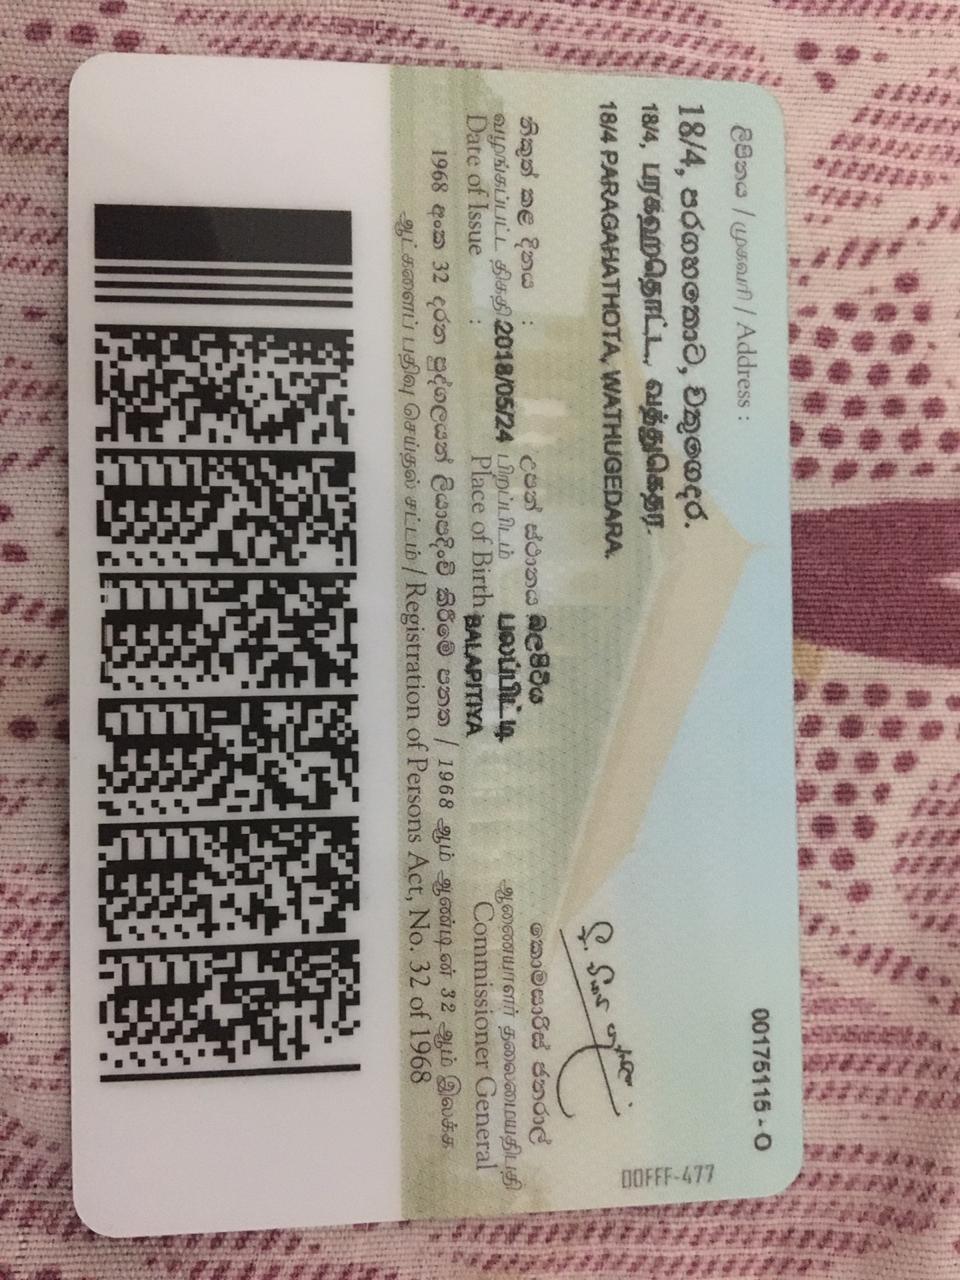 ලිපිනය / முகவரி / Address :
00175115 - O
00FFF-477
18/4, පරගහතොට, වතුගෙදර.
18/4, பரகஹதொட்ட, வத்துகெதர.
18/4 PARAGAHATHOTA, WATHUGEDARA.
නිකුත් කළ දිනය :
வழங்கப்பட்ட திகதி 2018/05/24
Date of Issue :
උපන් ස්ථානය බලපිටිය
பிறப்பிடம் பலப்பிட்டி
Place of Birth BALAPITIYA
කොමසාරිස් ජනරාල්
ஆணையாளர் தலைமையதிபதி
Commissioner General
1968 අංක 32 දරන පුද්ගලයන් ලියාපදිංචි කිරීමේ පනත / 1968 ஆம் ஆண்டின் 32 ஆம் இலக்க
ஆட்களைப் பதிவு செய்தல் சட்டம் / Registration of Persons Act, No. 32 of 1968